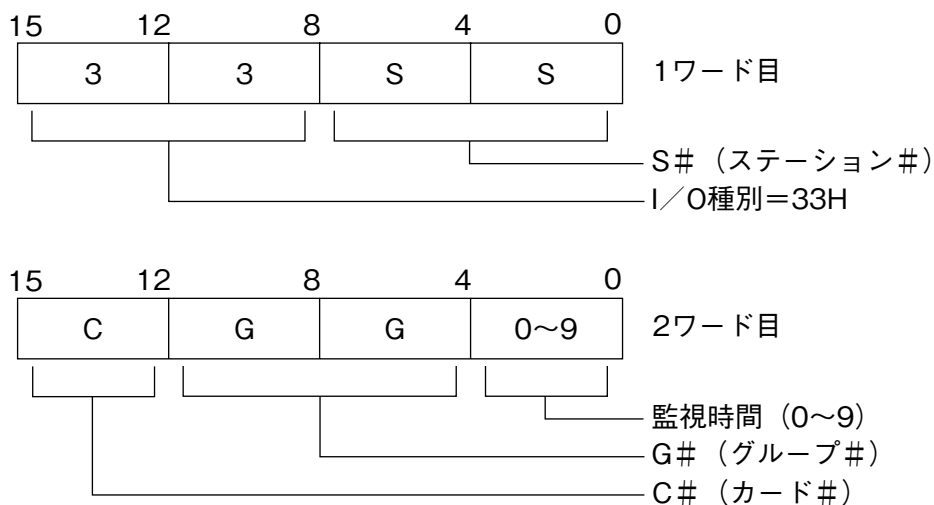 15 12 8 4 0
3 3 S S 1ワード目
S＃（ステーション＃）
I／O種別＝33H
15 12 8 4 0
C G G 0～9 2ワード目
監視時間（0～9）
G＃（グループ＃）
C＃（カード＃）